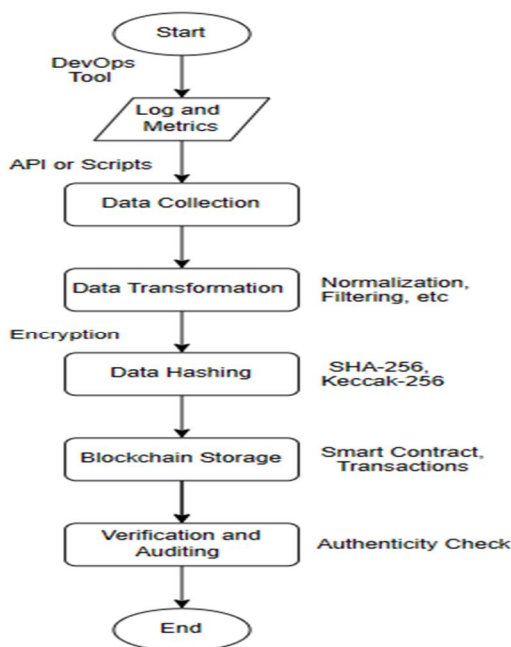 Start
DevOps
Tool
Log and
Metrics
API or Scripts
Data Collection
Data Transformation
Normalization,
Filtering, etc
Encryption
Data Hashing
SHA-256,
Keccak-256
Blockchain Storage
Smart Contract,
Transactions
Verification and
Auditing
Authenticity Check
End